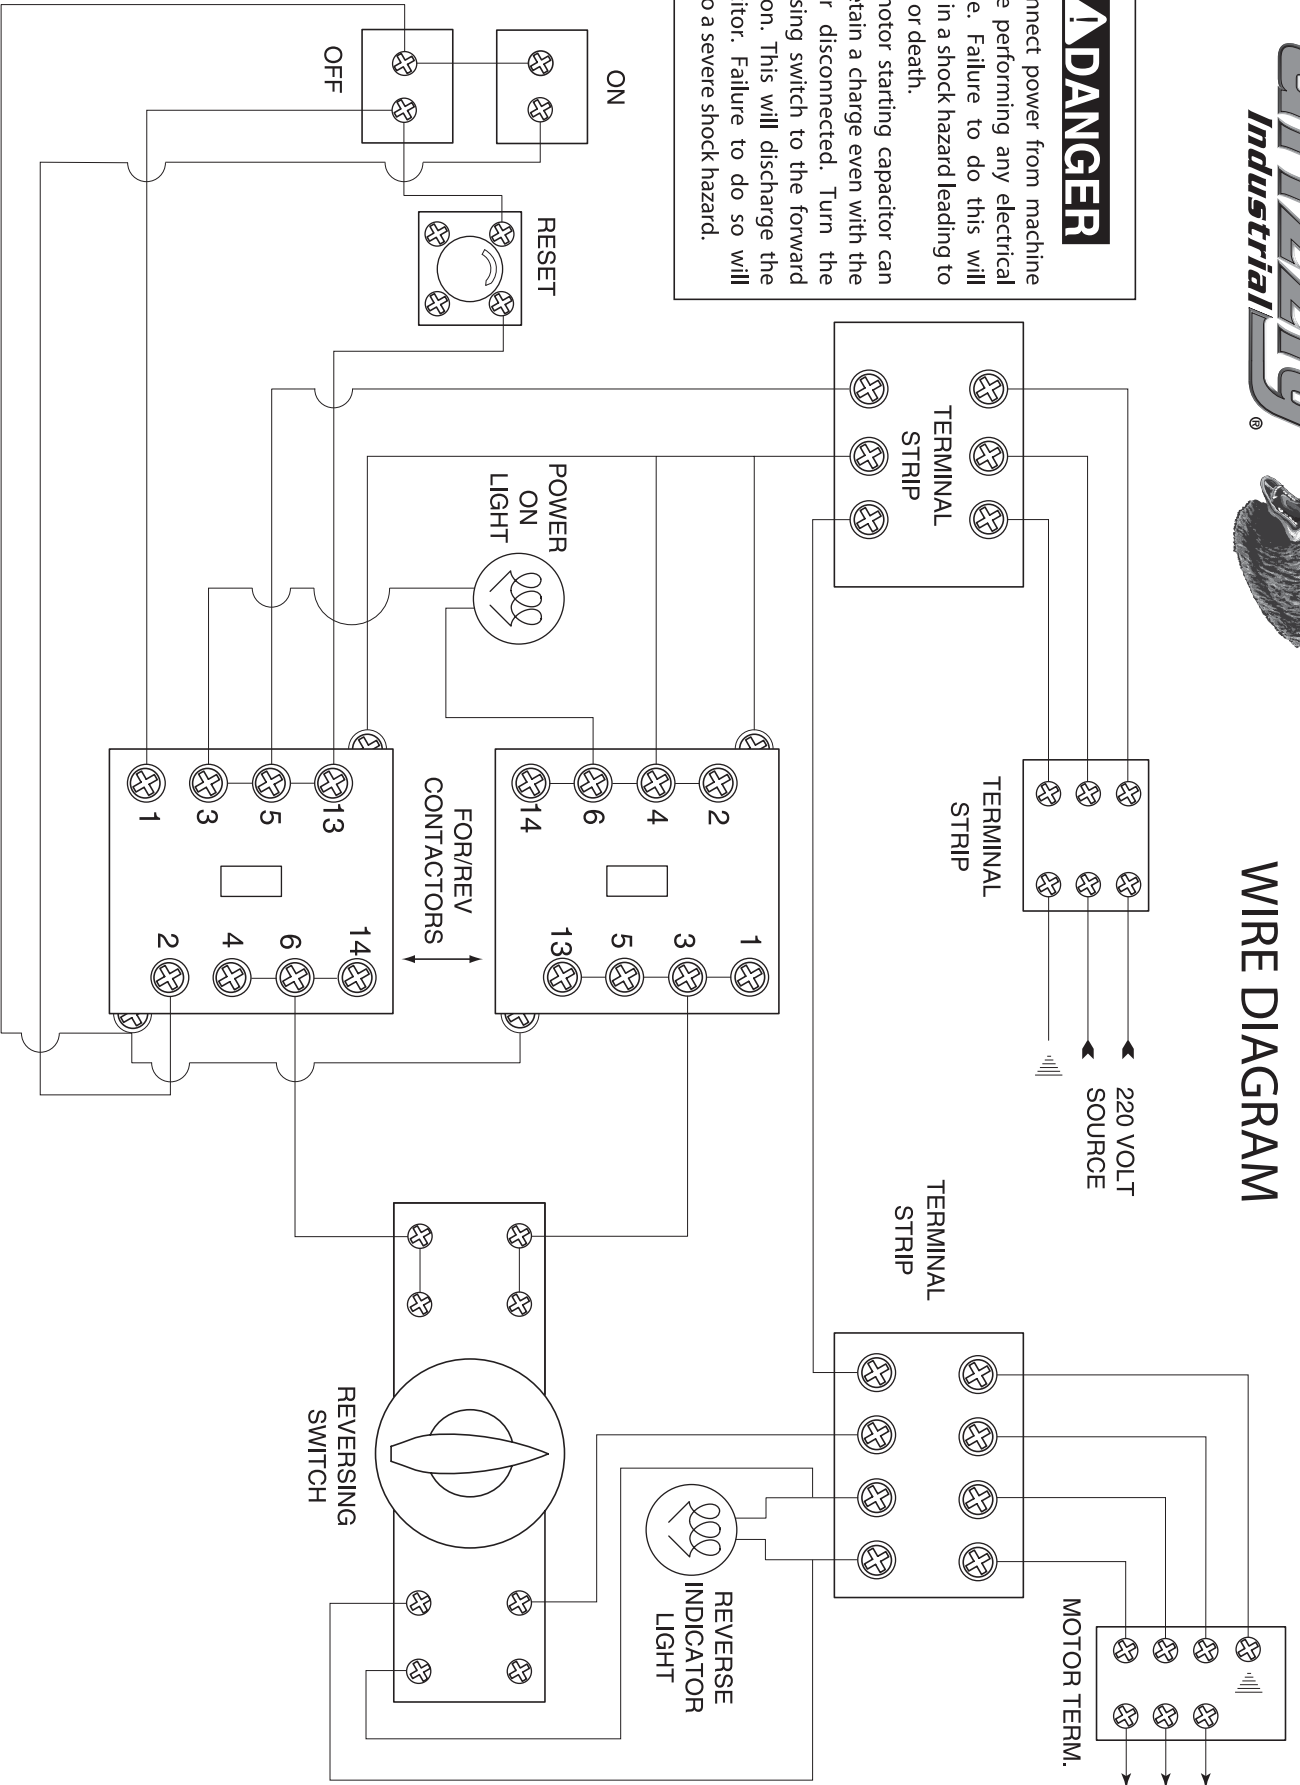 Industrial ®
WIRE DIAGRAM
DANGER
nnect power from machine
e performing any electrical
e. Failure to do this will
in a shock hazard leading to
or death.
motor starting capacitor can
etain a charge even with the
r disconnected. Turn the
sing switch to the forward
on. This will discharge the
itor. Failure to do so will
o a severe shock hazard.
220 VOLT
SOURCE
MOTOR TERM.
TERMINAL
STRIP
TERMINAL
STRIP
TERMINAL
STRIP
REVERSE
INDICATOR
LIGHT
2
4
6
14
1
3
5
13
ON
OFF
RESET
POWER
ON
LIGHT
FOR/REV
CONTACTORS
REVERSING
SWITCH
13
5
3
1
14
6
4
2